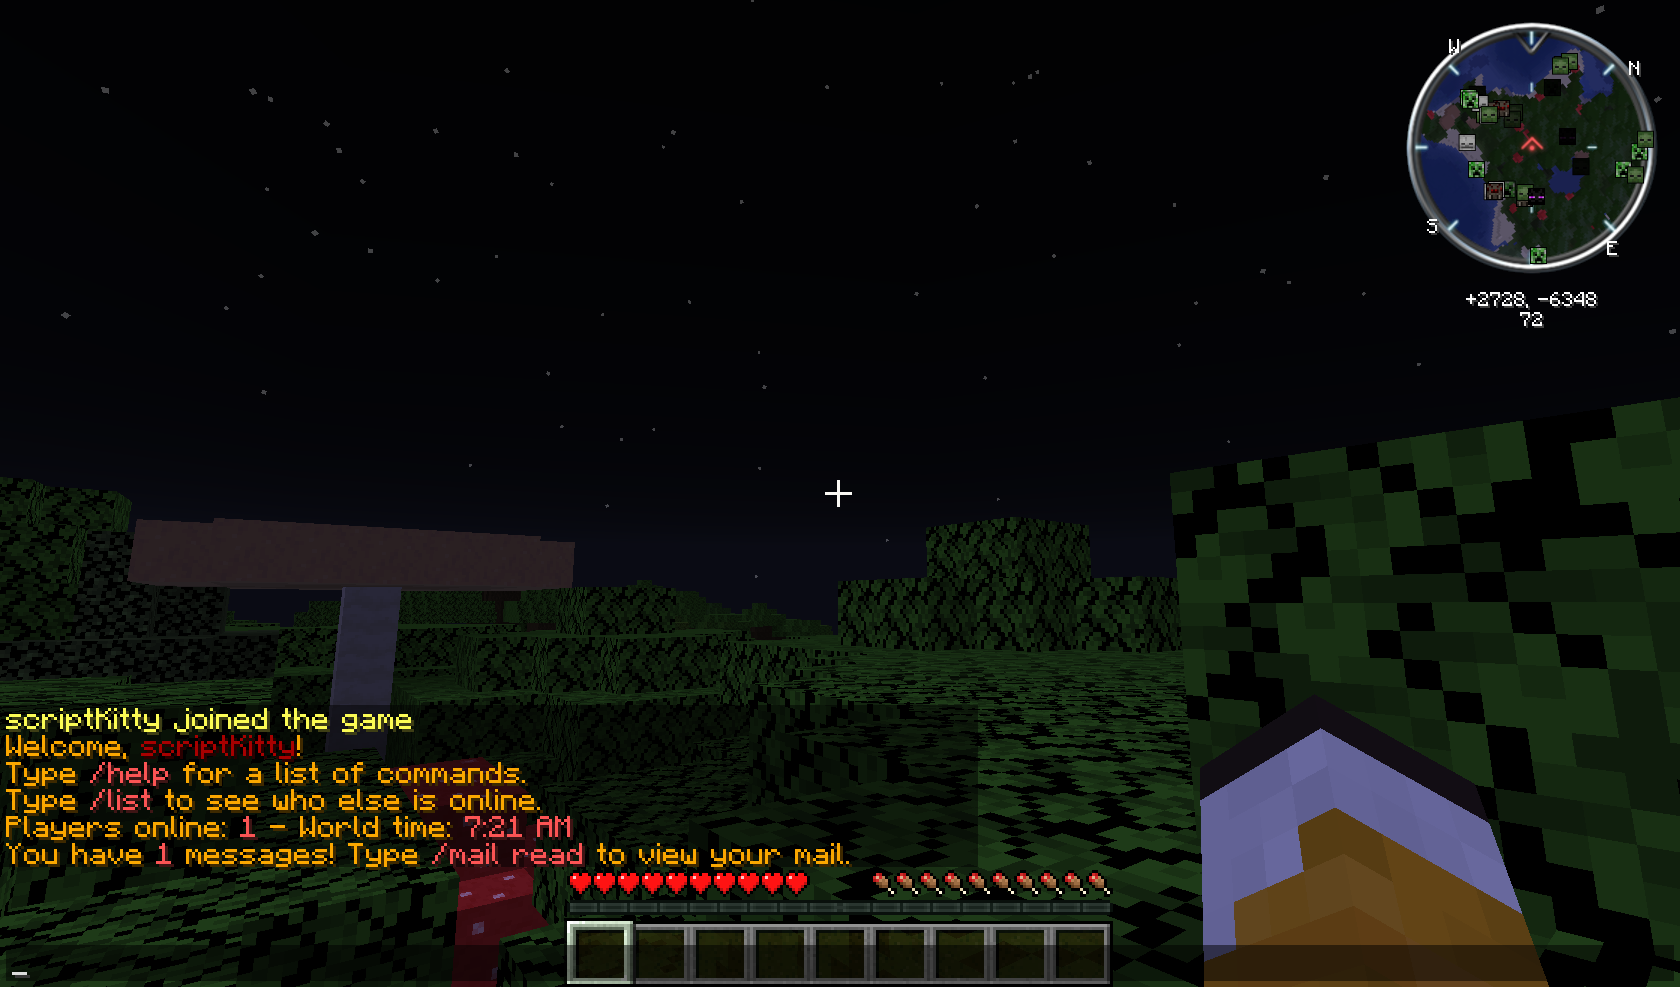 W
N
S
E
+2728, -6348
72
scriptKitty joined the game
Welcome, scriptKitty!
Type /help for a list of commands.
Type /list to see who else is online.
Players online: 1 - World time: 7:21 AM
You have 1 messages! Type /mail read to view your mail.
_